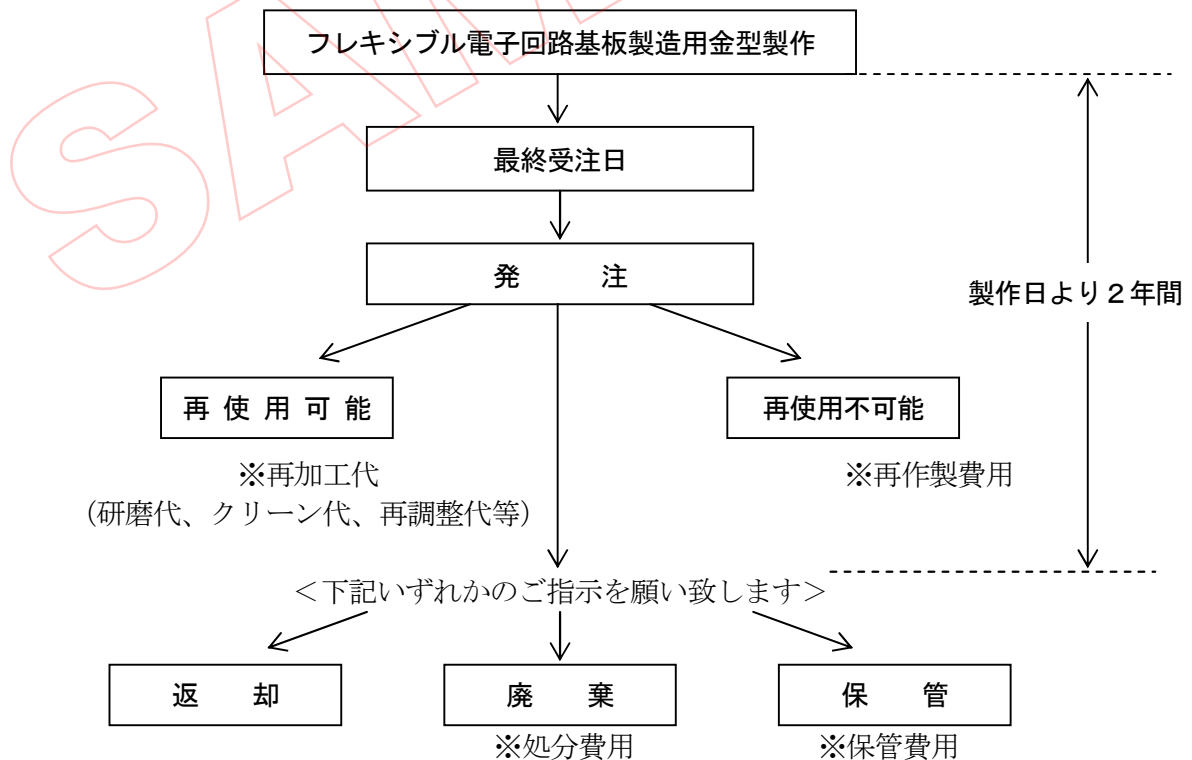 フレキシブル電子回路基板製造用金型製作
最終受注日
発　　　注
製作日より２年間
再 使 用 可 能
再使用不可能
※再加工代
※再作製費用
（研磨代、クリーン代、再調整代等）
＜下記いずれかのご指示を願い致します＞
返　　却
廃　　棄
保　　管
※処分費用
※保管費用